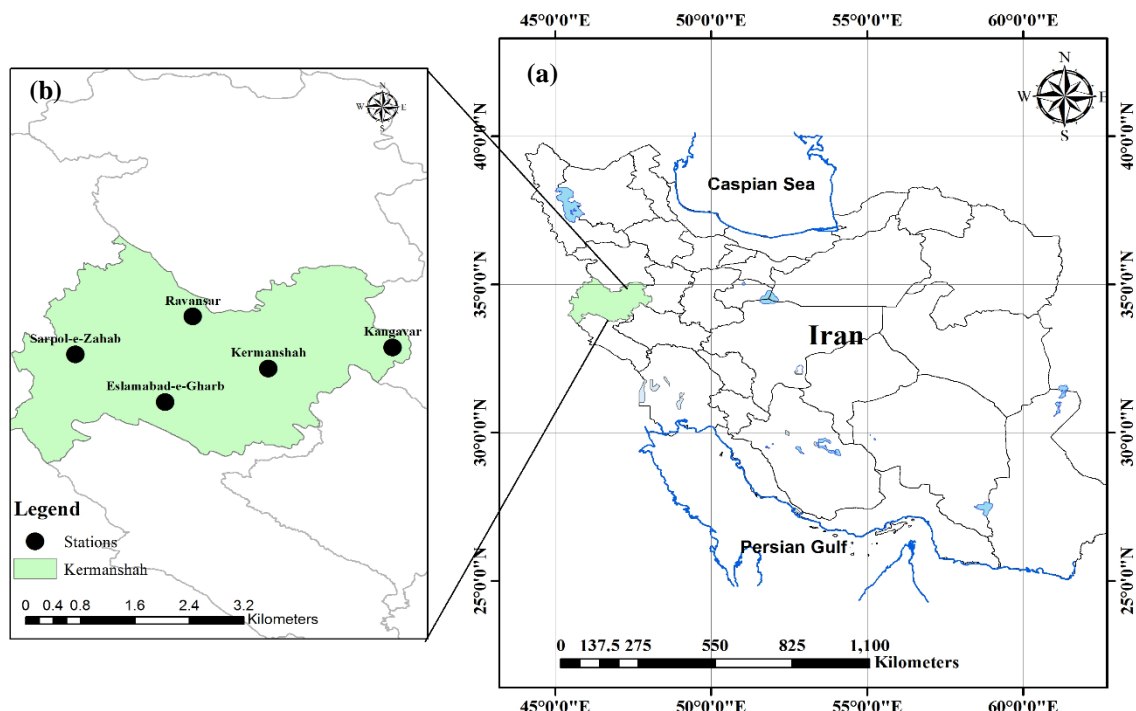 (b)
N
W E
S
Ravansar
Sarpol-e-Zahab
Kangavar
Kermanshah
Eslamabad-e-Gharb
Legend
Stations
Kermanshah
0 0.4 0.8 1.6 2.4 3.2
Kilometers
45°0'0"E 50°0'0"E 55°0'0"E 60°0'0"E
(a)
N
W E
S
40°0'0"N
40°0'0"N
Caspian Sea
35°0'0"N
35°0'0"N
Iran
30°0'0"N
30°0'0"N
Persian Gulf
25°0'0"N
25°0'0"N
0 137.5 275 550 825 1,100
Kilometers
45°0'0"E 50°0'0"E 55°0'0"E 60°0'0"E